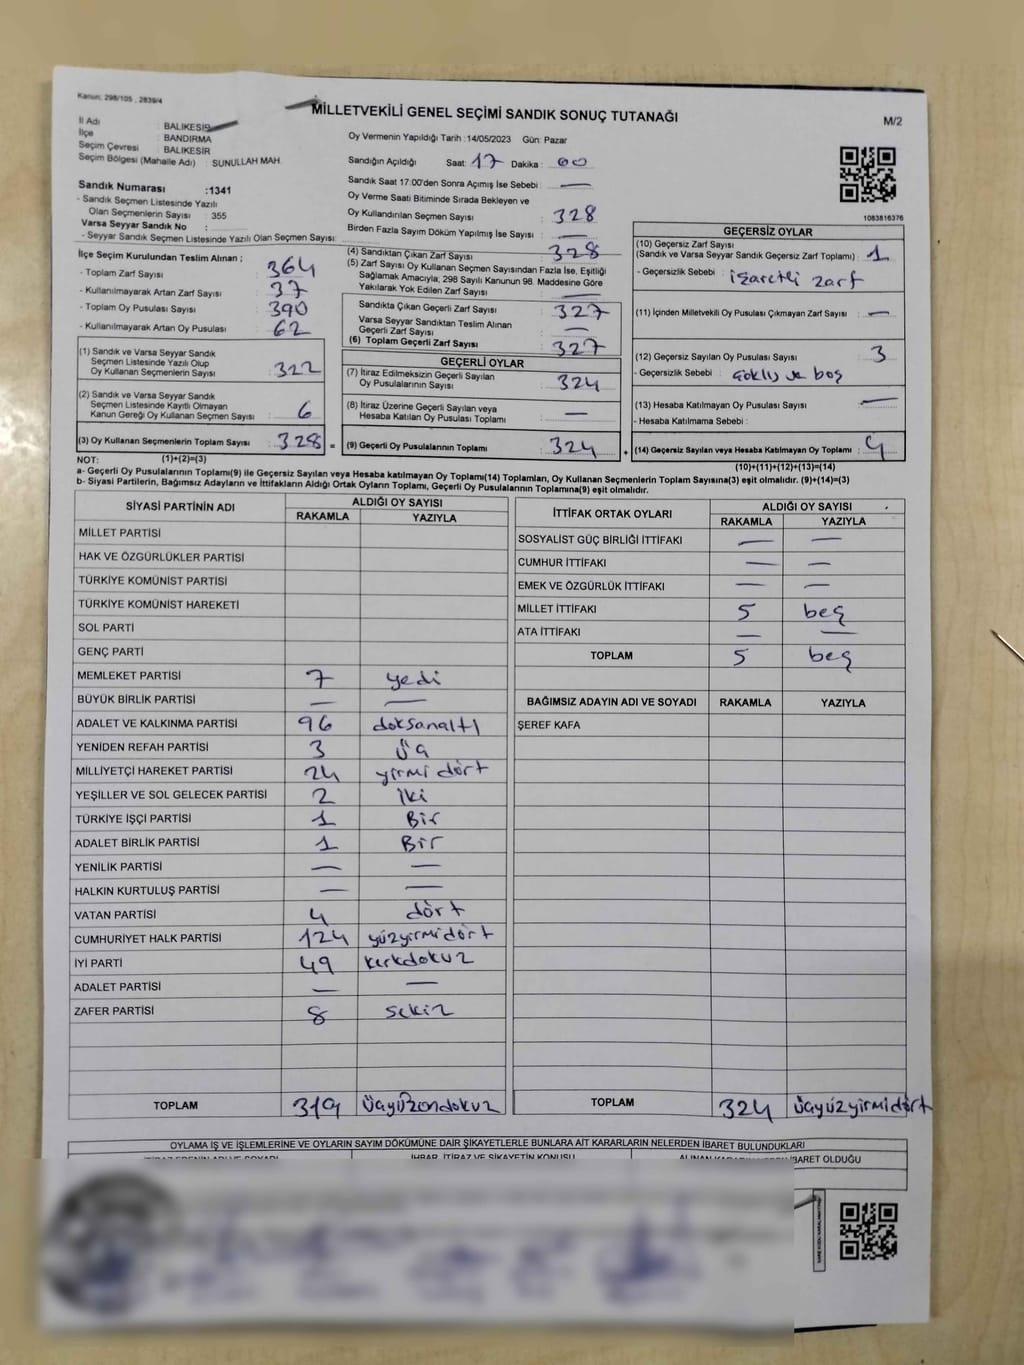 Kanun: 298/105 , 2839/4
MİLLETVEKİLİ GENEL SEÇİMİ SANDIK SONUÇ TUTANAĞI
M/2
İl Adı : BALIKESİR
İlçe : BANDIRMA
Seçim Çevresi : BALIKESİR
Seçim Bölgesi (Mahalle Adı) : SUNULLAH MAH.
Oy Vermenin Yapıldığı Tarih :14/05/2023 Gün: Pazar
Sandığın Açıldığı Saat: 17 Dakika : 00
Sandık Saat 17:00'den Sonra Açımış İse Sebebi : —
Oy Verme Saati Bitiminde Sırada Bekleyen ve
Oy Kullandırılan Seçmen Sayısı : 328
Birden Fazla Sayım Döküm Yapılmış İse Sayısı : —
Sandık Numarası :1341
- Sandık Seçmen Listesinde Yazılı
Olan Seçmenlerin Sayısı : 355
Varsa Seyyar Sandık No :
- Seyyar Sandık Seçmen Listesinde Yazılı Olan Seçmen Sayısı:
1083816376
İlçe Seçim Kurulundan Teslim Alınan ;
- Toplam Zarf Sayısı : 364
- Kullanılmayarak Artan Zarf Sayısı : 37
- Toplam Oy Pusulası Sayısı : 390
- Kullanılmayarak Artan Oy Pusulası : 62
(1) Sandık ve Varsa Seyyar Sandık
Seçmen Listesinde Yazılı Olup
Oy Kullanan Seçmenlerin Sayısı : 322
(2) Sandık ve Varsa Seyyar Sandık
Seçmen Listesinde Kayıtlı Olmayan
Kanun Gereği Oy Kullanan Seçmen Sayısı : 6
(3) Oy Kullanan Seçmenlerin Toplam Sayısı : 328 =
(4) Sandıktan Çıkan Zarf Sayısı : 328
(5) Zarf Sayısı Oy Kullanan Seçmen Sayısından Fazla İse, Eşitliği
Sağlamak Amacıyla, 298 Sayılı Kanunun 98. Maddesine Göre
Yakılarak Yok Edilen Zarf Sayısı : —
Sandıkta Çıkan Geçerli Zarf Sayısı : 327
Varsa Seyyar Sandıktan Teslim Alınan
Geçerli Zarf Sayısı : —
(6) Toplam Geçerli Zarf Sayısı : 327
GEÇERLİ OYLAR
(7) İtiraz Edilmeksizin Geçerli Sayılan
Oy Pusulalarının Sayısı : 324
(8) İtiraz Üzerine Geçerli Sayılan veya
Hesaba Katılan Oy Pusulası Toplamı : —
(9) Geçerli Oy Pusulalarının Toplamı : 324 +
GEÇERSİZ OYLAR
(10) Geçersiz Zarf Sayısı
(Sandık ve Varsa Seyyar Sandık Geçersiz Zarf Toplamı) : 1
- Geçersizlik Sebebi : işaretli zarf
(11) İçinden Milletvekili Oy Pusulası Çıkmayan Zarf Sayısı : —
(12) Geçersiz Sayılan Oy Pusulası Sayısı : 3
- Geçersizlik Sebebi : çoklu ve boş
(13) Hesaba Katılmayan Oy Pusulası Sayısı : —
- Hesaba Katılmama Sebebi :
(14) Geçersiz Sayılan veya Hesaba Katılmayan Oy Toplamı : 4
NOT: (1)+(2)=(3)
(10)+(11)+(12)+(13)=(14)
a- Geçerli Oy Pusulalarının Toplamı(9) ile Geçersiz Sayılan veya Hesaba katılmayan Oy Toplamı(14) Toplamları, Oy Kullanan Seçmenlerin Toplam Sayısına(3) eşit olmalıdır. (9)+(14)=(3)
b- Siyasi Partilerin, Bağımsız Adayların ve İttifakların Aldığı Ortak Oyların Toplamı, Geçerli Oy Pusulalarının Toplamına(9) eşit olmalıdır.
SİYASİ PARTİNİN ADI ALDIĞI OY SAYISI
RAKAMLA YAZIYLA
MİLLET PARTİSİ
HAK VE ÖZGÜRLÜKLER PARTİSİ
TÜRKİYE KOMÜNİST PARTİSİ
TÜRKİYE KOMÜNİST HAREKETİ
SOL PARTİ
GENÇ PARTİ
MEMLEKET PARTİSİ 7 yedi
BÜYÜK BİRLİK PARTİSİ — —
ADALET VE KALKINMA PARTİSİ 96 doksanaltı
YENİDEN REFAH PARTİSİ 3 üç
MİLLİYETÇİ HAREKET PARTİSİ 24 yirmi dört
YEŞİLLER VE SOL GELECEK PARTİSİ 2 iki
TÜRKİYE İŞÇİ PARTİSİ 1 Bir
ADALET BİRLİK PARTİSİ 1 Bir
YENİLİK PARTİSİ — —
HALKIN KURTULUŞ PARTİSİ — —
VATAN PARTİSİ 4 dört
CUMHURİYET HALK PARTİSİ 124 yüzyirmidört
İYİ PARTİ 49 kırkdokuz
ADALET PARTİSİ — —
ZAFER PARTİSİ 8 sekiz
TOPLAM 319 üçyüzondokuz
İTTİFAK ORTAK OYLARI ALDIĞI OY SAYISI
RAKAMLA YAZIYLA
SOSYALİST GÜÇ BİRLİĞİ İTTİFAKI — —
CUMHUR İTTİFAKI — —
EMEK VE ÖZGÜRLÜK İTTİFAKI — —
MİLLET İTTİFAKI 5 beş
ATA İTTİFAKI — —
TOPLAM 5 beş
BAĞIMSIZ ADAYIN ADI VE SOYADI RAKAMLA YAZIYLA
ŞEREF KAFA
TOPLAM 324 üçyüzyirmidört
OYLAMA İŞ VE İŞLEMLERİNE VE OYLARIN SAYIM DÖKÜMÜNE DAİR ŞİKAYETLERLE BUNLARA AİT KARARLARIN NELERDEN İBARET BULUNDUKLARI
İHBAR, İTİRAZ VE ŞİKAYETİN KONUSU